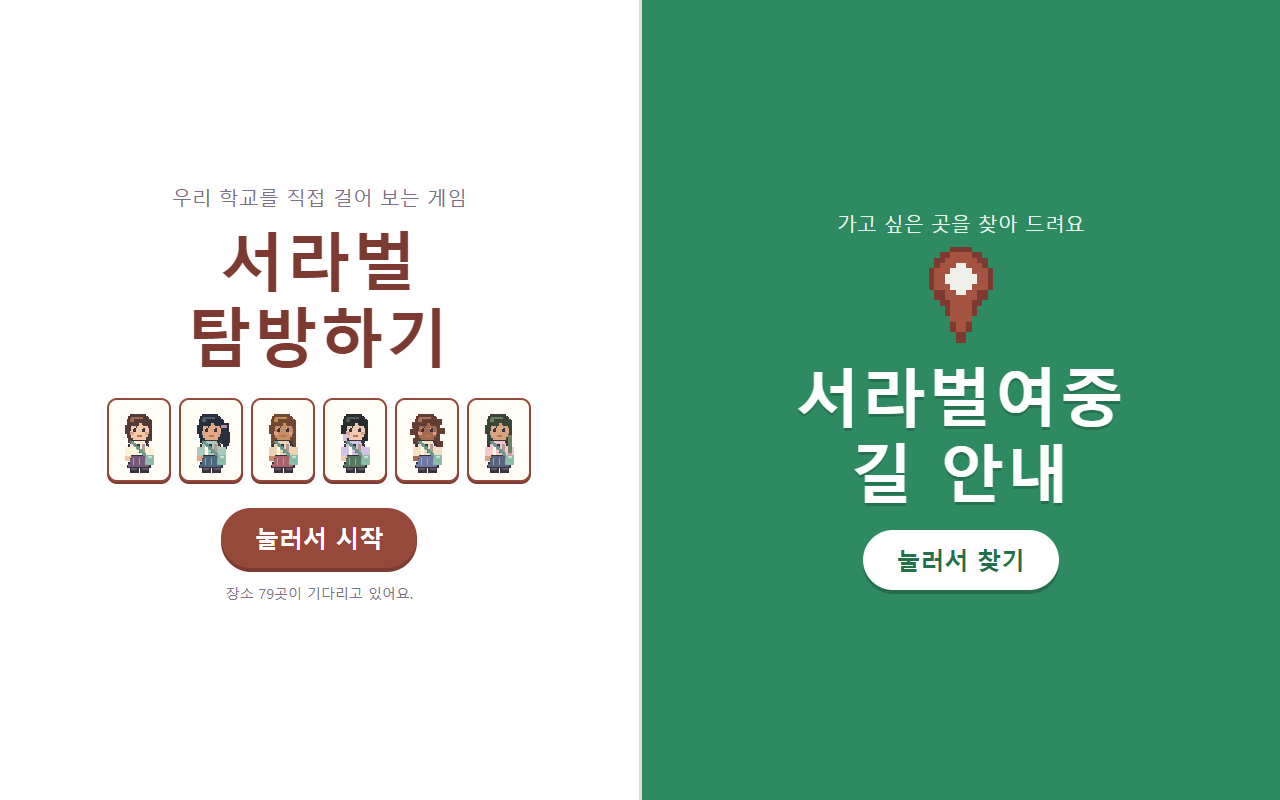 우리 학교를 직접 걸어 보는 게임
서라벌
탐방하기
눌러서 시작
장소 79곳이 기다리고 있어요.
가고 싶은 곳을 찾아 드려요
서라벌여중
길 안내
눌러서 찾기